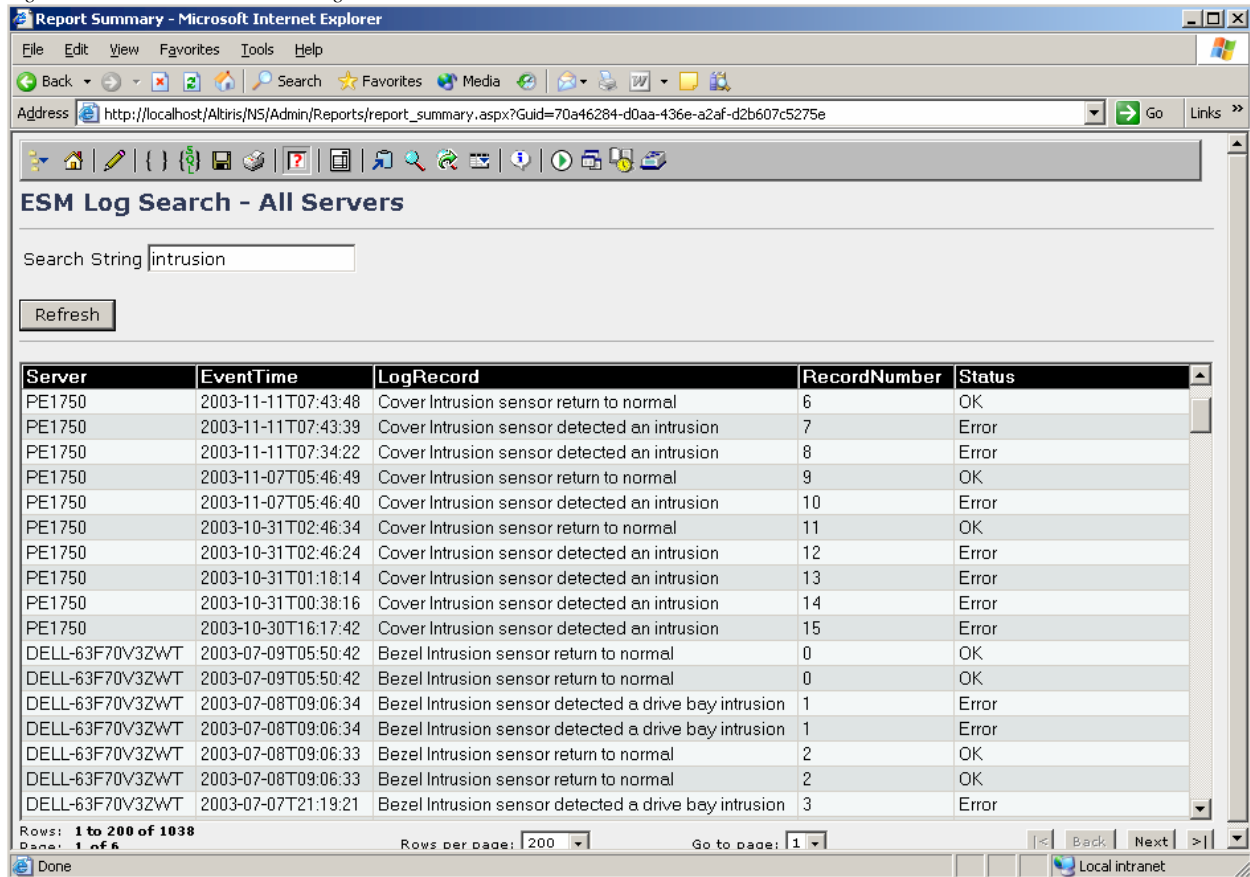 Report Summary - Microsoft Internet Explorer
File Edit View Favorites Tools Help
Back Search Favorites Media
Address http://localhost/Altiris/NS/Admin/Reports/report_summary.aspx?Guid=70a46284-d0aa-436e-a2af-d2b607c5275e Go Links »
ESM Log Search - All Servers
Search String intrusion
Refresh
Server EventTime LogRecord RecordNumber Status
PE1750 2003-11-11T07:43:48 Cover Intrusion sensor return to normal 6 OK
PE1750 2003-11-11T07:43:39 Cover Intrusion sensor detected an intrusion 7 Error
PE1750 2003-11-11T07:34:22 Cover Intrusion sensor detected an intrusion 8 Error
PE1750 2003-11-07T05:46:49 Cover Intrusion sensor return to normal 9 OK
PE1750 2003-11-07T05:46:40 Cover Intrusion sensor detected an intrusion 10 Error
PE1750 2003-10-31T02:46:34 Cover Intrusion sensor return to normal 11 OK
PE1750 2003-10-31T02:46:24 Cover Intrusion sensor detected an intrusion 12 Error
PE1750 2003-10-31T01:18:14 Cover Intrusion sensor detected an intrusion 13 Error
PE1750 2003-10-31T00:38:16 Cover Intrusion sensor detected an intrusion 14 Error
PE1750 2003-10-30T16:17:42 Cover Intrusion sensor detected an intrusion 15 Error
DELL-63F70V3ZWT 2003-07-09T05:50:42 Bezel Intrusion sensor return to normal 0 OK
DELL-63F70V3ZWT 2003-07-09T05:50:42 Bezel Intrusion sensor return to normal 0 OK
DELL-63F70V3ZWT 2003-07-08T09:06:34 Bezel Intrusion sensor detected a drive bay intrusion 1 Error
DELL-63F70V3ZWT 2003-07-08T09:06:34 Bezel Intrusion sensor detected a drive bay intrusion 1 Error
DELL-63F70V3ZWT 2003-07-08T09:06:33 Bezel Intrusion sensor return to normal 2 OK
DELL-63F70V3ZWT 2003-07-08T09:06:33 Bezel Intrusion sensor return to normal 2 OK
DELL-63F70V3ZWT 2003-07-07T21:19:21 Bezel Intrusion sensor detected a drive bay intrusion 3 Error
Rows: 1 to 200 of 1038
Page: 1 of 6 Rows per page: 200 Go to page: 1 |< Back Next >|
Done Local intranet